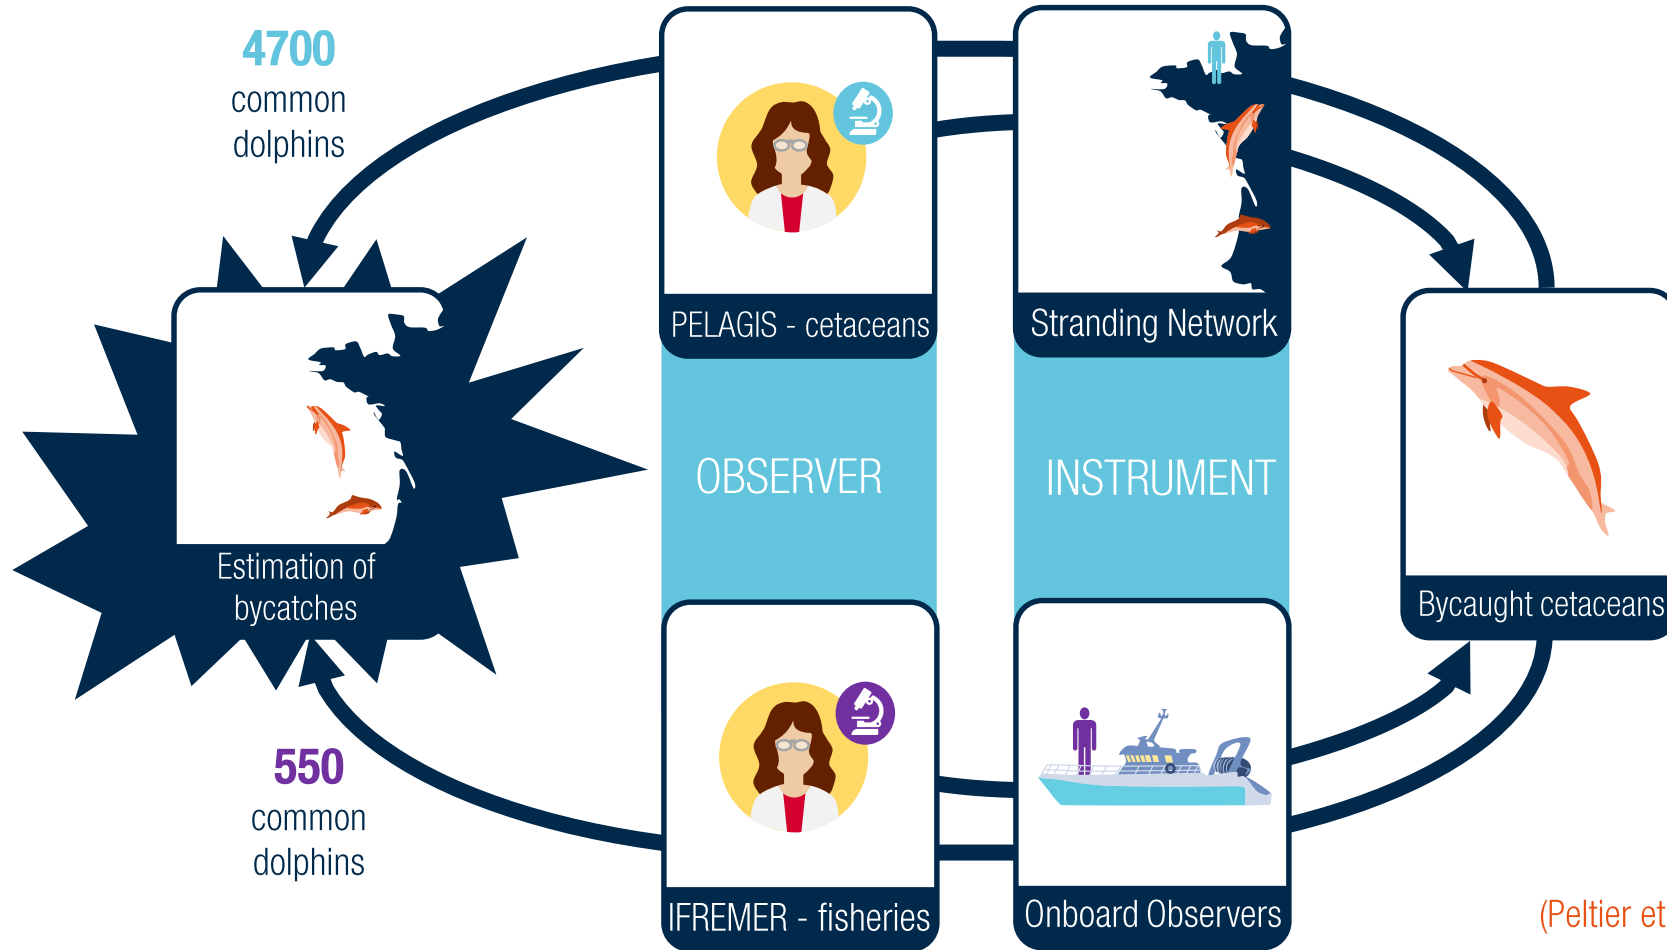 4700
common
dolphins
PELAGIS - cetaceans
Stranding Network
OBSERVER
INSTRUMENT
Estimation of
bycatches
Bycaught cetaceans
550
common
dolphins
IFREMER - fisheries
Onboard Observers
(Peltier et